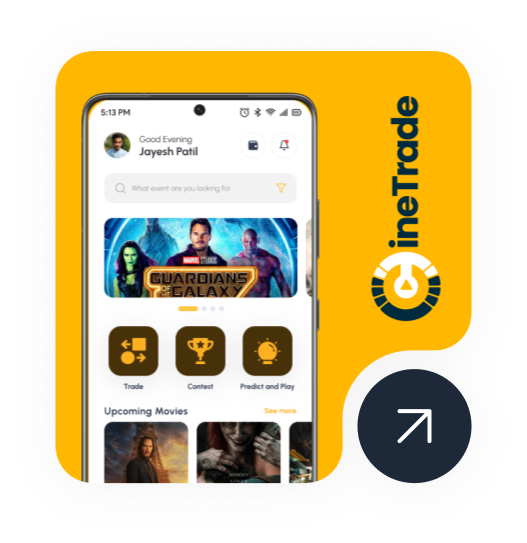 5:13 PM
Good Evening
Jayesh Patil
What event are you looking for
MARVEL STUDIOS
GUARDIANS
OF THE GALAXY
Trade
Contest
Predict and Play
Upcoming Movies
See more
ineTrade